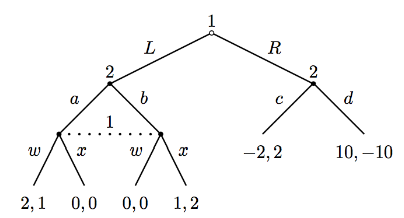 1
L R
2 2
a b c d
1
w x w x
−2, 2 10, −10
2, 1 0, 0 0, 0 1, 2